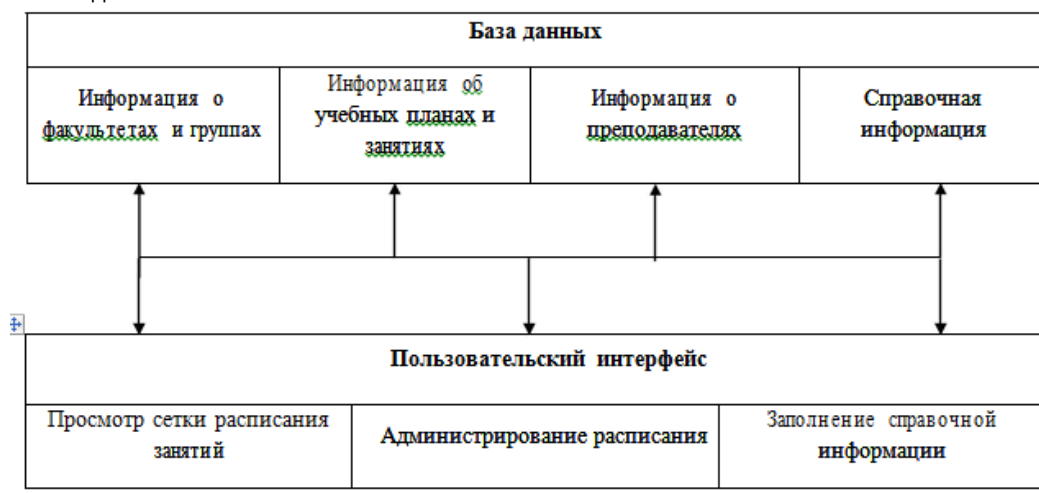 База данных
Информация о
факультетах и группах
Информация об
учебных планах и
занятиях
Информация о
преподавателях
Справочная
информация
Пользовательский интерфейс
Просмотр сетки расписания
занятий
Администрирование расписания
Заполнение справочной
информации